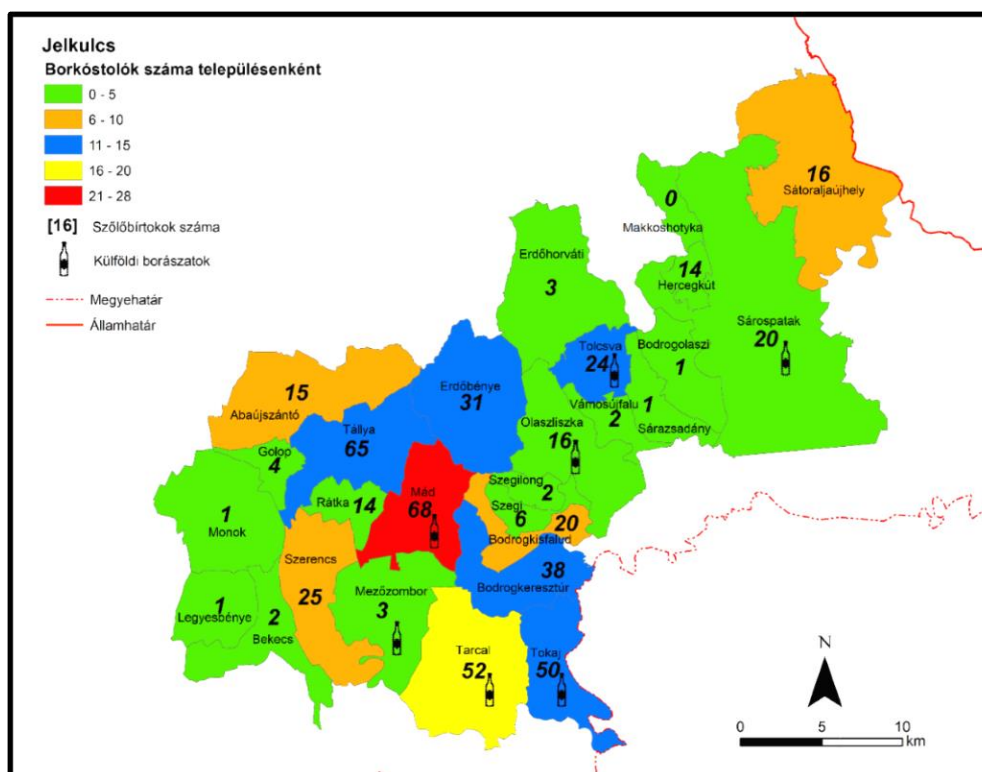 Jelkulcs
Borkóstolók száma településenként
0 - 5
6 - 10
11 - 15
16 - 20
21 - 28
[16] Szőlőbírtokok száma
Külföldi borászatok
Megyehatár
Államhatár
16
Sátoraljaújhely
0
Makkoshotyka
14
Hercegkút
Erdőhorváti
3
Sárospatak
20
Tolcsva
24
Bodrogolaszi
1
Vámosújfalu
2
1
Sárazsadány
Erdőbénye
31
15
Abaújszántó
Tállya
65
Olaszliszka
16
Golop
4
Rátka
14
Mád
68
Szegilong
2
Szegi
6
20
Bodrogkisfalud
1
Monok
Szerencs
25
38
Bodrogkeresztúr
Mezőzombor
3
1
Legyesbénye
2
Bekecs
Tarcal
52
Tokaj
50
N
0 5 10
km